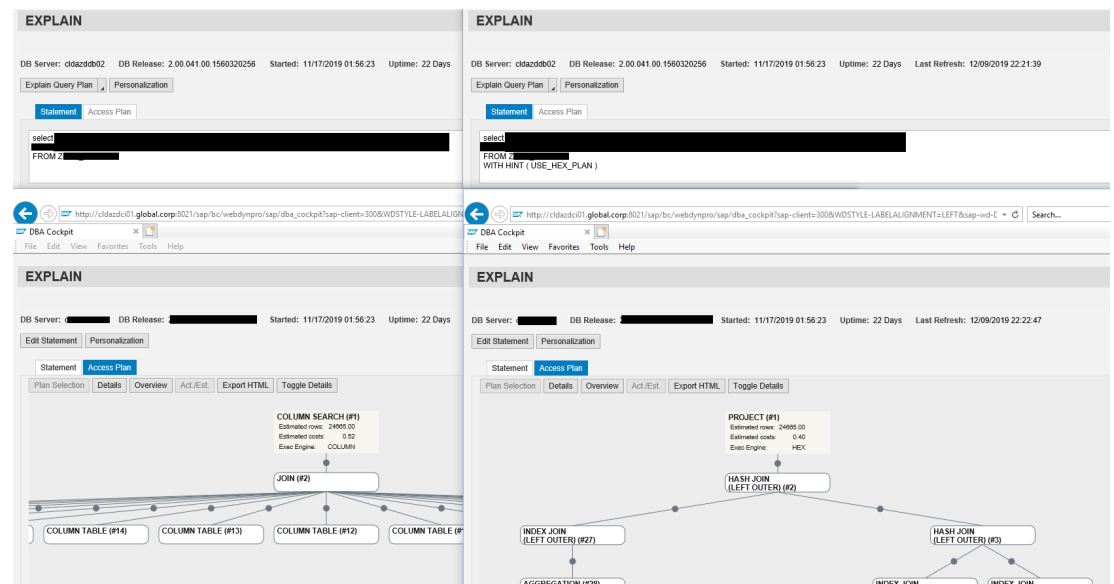 EXPLAIN
DB Server: cldazddb02 DB Release: 2.00.041.00.1560320256 Started: 11/17/2019 01:56:23 Uptime: 22 Days
Explain Query Plan Personalization
Statement Access Plan
select
FROM Z
EXPLAIN
DB Server: cldazddb02 DB Release: 2.00.041.00.1560320256 Started: 11/17/2019 01:56:23 Uptime: 22 Days Last Refresh: 12/09/2019 22:21:39
Explain Query Plan Personalization
Statement Access Plan
select
FROM Z
WITH HINT ( USE_HEX_PLAN )
http://cldazdci01.global.corp:8021/sap/bc/webdynpro/sap/dba_cockpit?sap-client=300&WDSTYLE-LABELALIGN
DBA Cockpit
File Edit View Favorites Tools Help
EXPLAIN
DB Server: DB Release: Started: 11/17/2019 01:56:23 Uptime: 22 Days
Edit Statement Personalization
Statement Access Plan
Plan Selection Details Overview Act./Est. Export HTML Toggle Details
COLUMN SEARCH (#1)
Estimated rows: 24665.00
Estimated costs: 0.52
Exec Engine: COLUMN
JOIN (#2)
COLUMN TABLE (#14) COLUMN TABLE (#13) COLUMN TABLE (#12) COLUMN TABLE (#
http://cldazdci01.global.corp:8021/sap/bc/webdynpro/sap/dba_cockpit?sap-client=300&WDSTYLE-LABELALIGNMENT=LEFT&sap-wd-E Search...
DBA Cockpit
File Edit View Favorites Tools Help
EXPLAIN
DB Server: DB Release: Started: 11/17/2019 01:56:23 Uptime: 22 Days Last Refresh: 12/09/2019 22:22:47
Edit Statement Personalization
Statement Access Plan
Plan Selection Details Overview Act./Est. Export HTML Toggle Details
PROJECT (#1)
Estimated rows: 24665.00
Estimated costs: 0.40
Exec Engine: HEX
HASH JOIN
(LEFT OUTER) (#2)
INDEX JOIN
(LEFT OUTER) (#27)
HASH JOIN
(LEFT OUTER) (#3)
AGGREGATION (#28)
INDEX JOIN INDEX JOIN